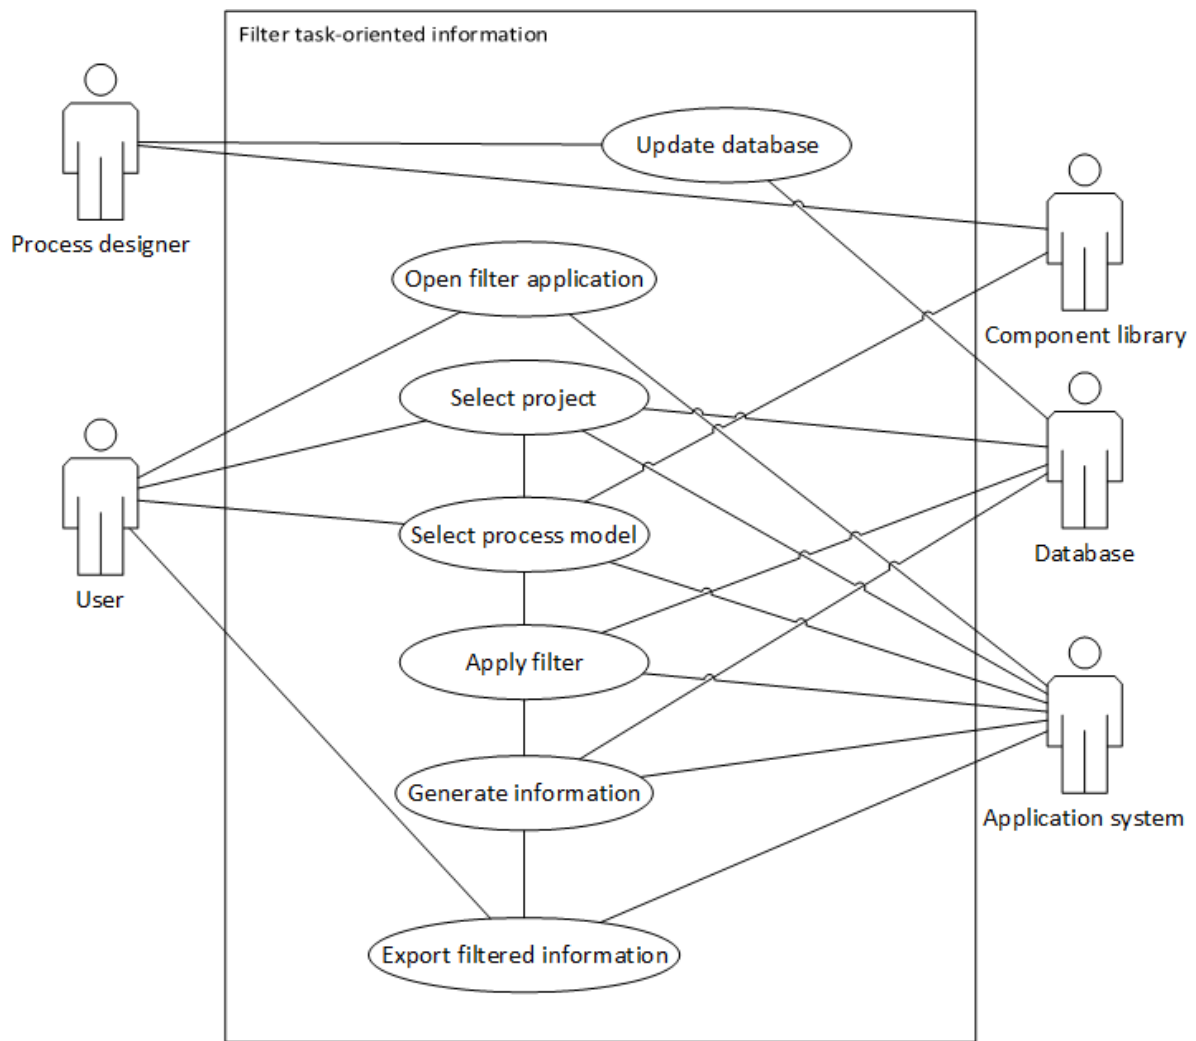 Filter task-oriented information
Update database
Process designer
Open filter application
Component library
Select project
Select process model
Database
User
Apply filter
Generate information
Application system
Export filtered information